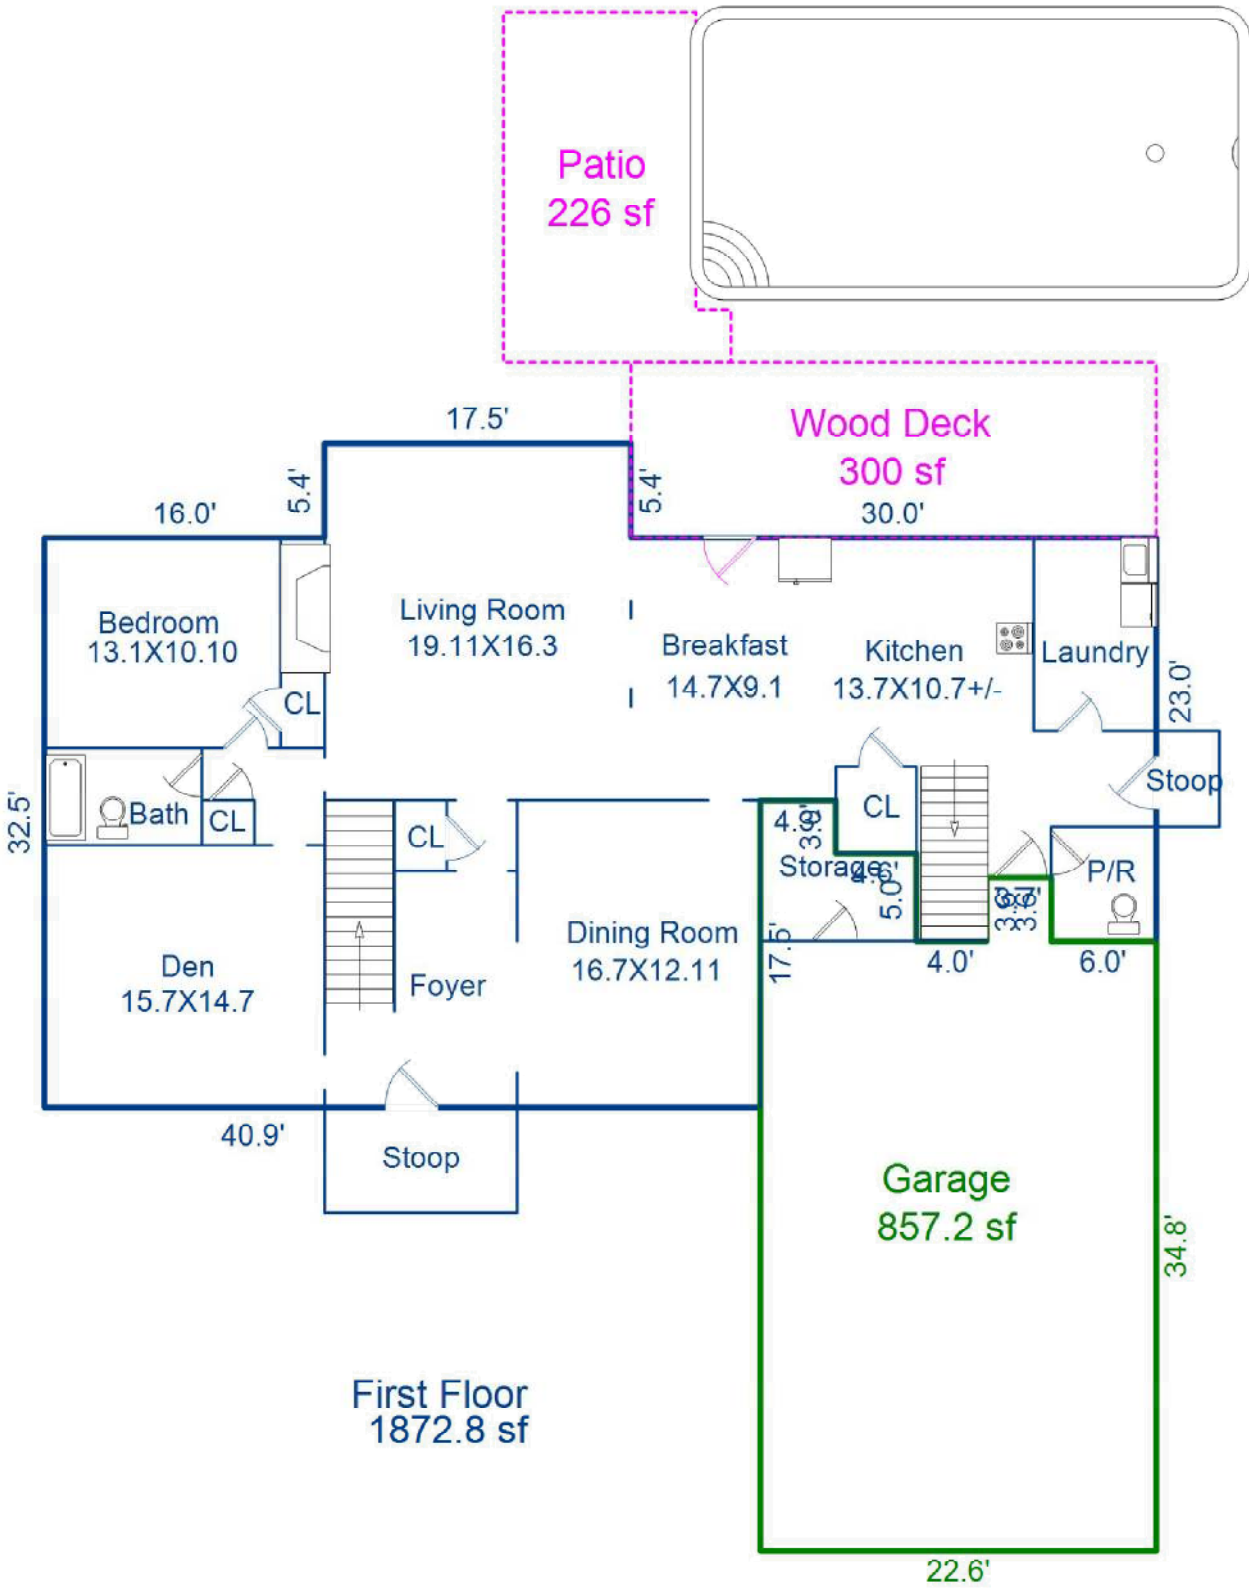 Patio
226 sf
17.5'
Wood Deck
300 sf
5.4'
5.4'
16.0'
30.0'
Bedroom
13.1X10.10
Living Room
19.11X16.3
Breakfast
14.7X9.1
Kitchen
13.7X10.7+/-
Laundry
23.0'
CL
Stoop
32.5'
Bath
CL
CL
CL
4.9'
Storage
4.6'
5.0'
P/R
Den
15.7X14.7
Foyer
Dining Room
16.7X12.11
17.5'
4.0'
6.0'
40.9'
Stoop
Garage
857.2 sf
34.8'
First Floor
1872.8 sf
22.6'